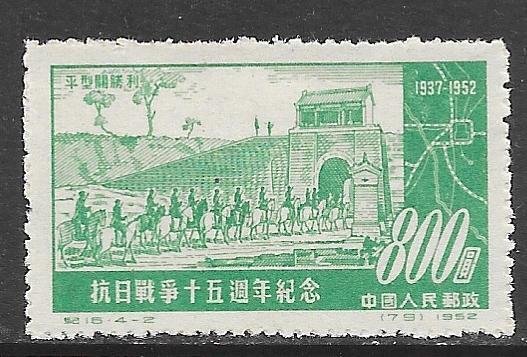 平型關勝利
1937-1952
800圓
抗日戰爭十五週年紀念
中國人民郵政
紀16.4-2
(79) 1952